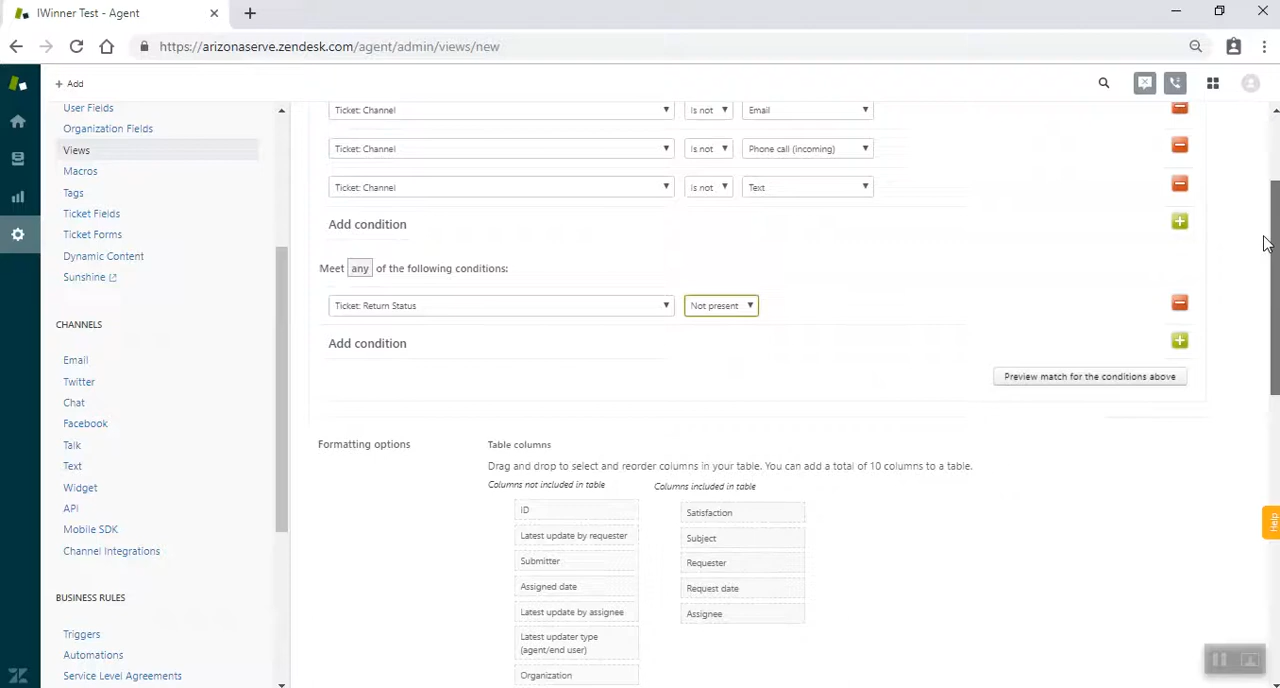 IWinner Test - Agent
https://arizonaserve.zendesk.com/agent/admin/views/new
+ Add
User Fields
Organization Fields
Views
Macros
Tags
Ticket Fields
Ticket Forms
Dynamic Content
Sunshine
CHANNELS
Email
Twitter
Chat
Facebook
Talk
Text
Widget
API
Mobile SDK
Channel Integrations
BUSINESS RULES
Triggers
Automations
Service Level Agreements
Ticket: Channel Is not Email
Ticket: Channel Is not Phone call (incoming)
Ticket: Channel Is not Text
Add condition
Meet any of the following conditions:
Ticket: Return Status Not present
Add condition
Preview match for the conditions above
Formatting options
Table columns
Drag and drop to select and reorder columns in your table. You can add a total of 10 columns to a table.
Columns not included in table
ID
Latest update by requester
Submitter
Assigned date
Latest update by assignee
Latest updater type
(agent/end user)
Organization
Columns included in table
Satisfaction
Subject
Requester
Request date
Assignee
Help